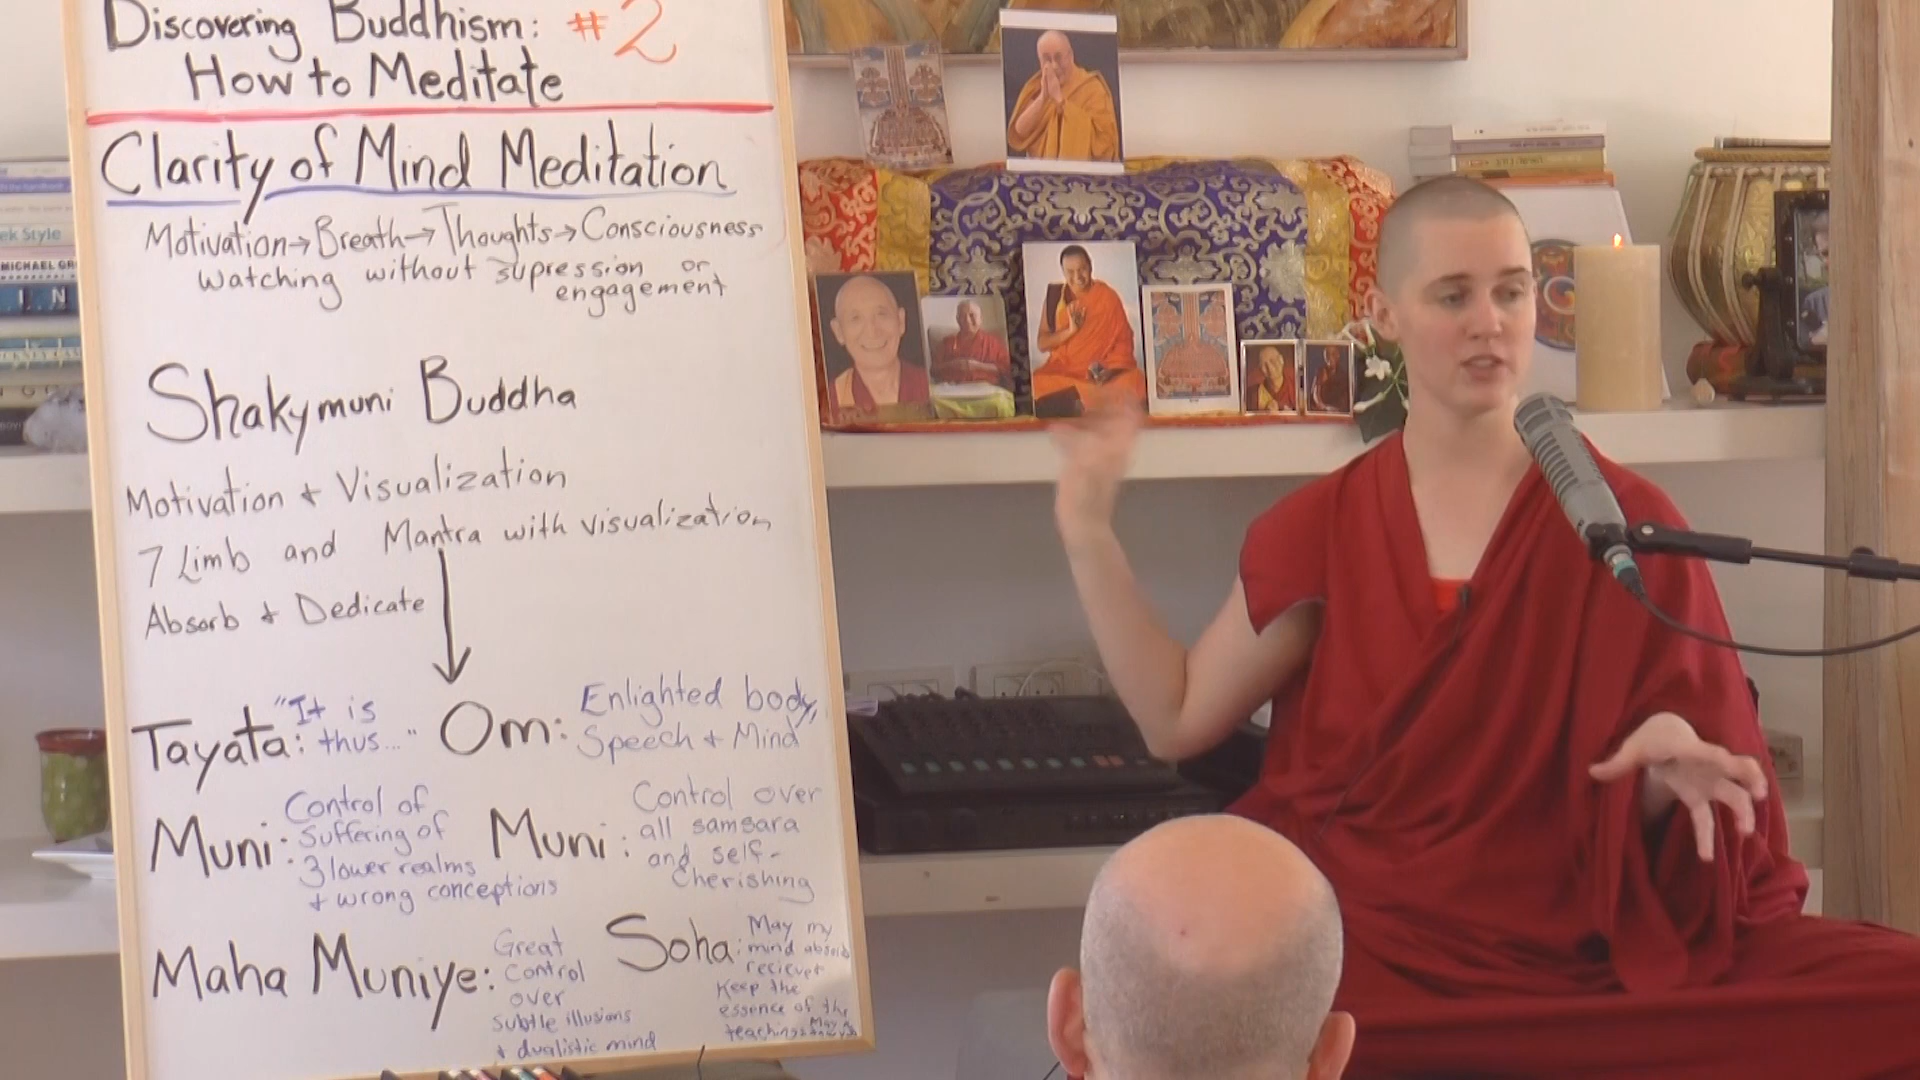 Discovering Buddhism: #2
How to Meditate
Clarity of Mind Meditation
Motivation→Breath→Thoughts→Consciousness
Watching without supression or
engagement
Shakymuni Buddha
Motivation + Visualization
7 Limb and Mantra with visualization
Absorb + Dedicate
Tayata: "It is
thus..."
Om: Enlighted body,
Speech + Mind
Muni: Control of
Suffering of
3 lower realms
+ wrong conceptions
Muni: Control over
all samsara
and self-
Cherishing
Maha Muniye: Great
Control
over
subtle illusions
+ dualistic mind
Soha: May my
mind absorb
recieve+
Keep the
essence of the
teachings
ek Style
MICHAEL GR
I N